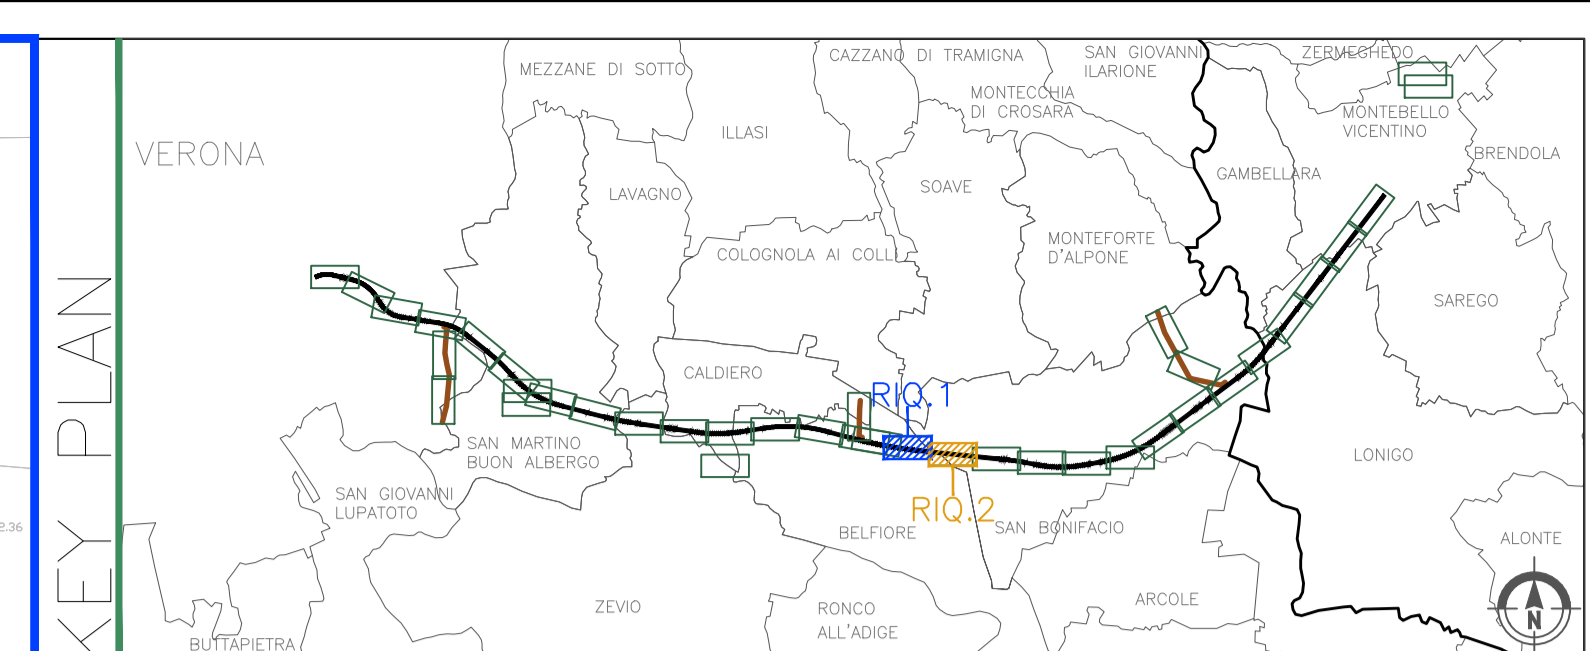 KEY PLAN
2.36
VERONA
MEZZANE DI SOTTO
CAZZANO DI TRAMIGNA
SAN GIOVANNI
ILARIONE
ZERMEGHEDO
MONTECCHIA
DI CROSARA
MONTEBELLO
VICENTINO
ILLASI
BRENDOLA
LAVAGNO
SOAVE
GAMBELLARA
COLOGNOLA AI COLLI
MONTEFORTE
D'ALPONE
SAREGO
CALDIERO
RIQ.1
SAN MARTINO
BUON ALBERGO
LONIGO
SAN GIOVANNI
LUPATOTO
RIQ.2
BELFIORE
SAN BONIFACIO
ALONTE
ZEVIO
RONCO
ALL'ADIGE
ARCOLE
N
BUTTAPIETRA